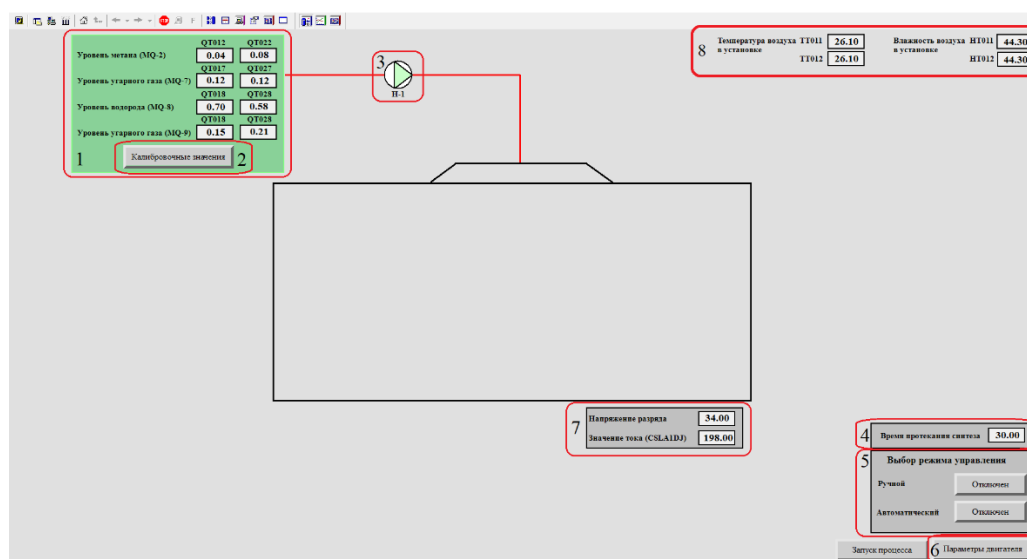 STOP F
QT012 QT022
Уровень метана (MQ-2) 0.04 0.08
QT017 QT027
Уровень угарного газа (MQ-7) 0.12 0.12
QT018 QT028
Уровень водорода (MQ-8) 0.70 0.58
QT018 QT028
Уровень угарного газа (MQ-9) 0.15 0.21
1 Калибровочные значения 2
3
Н-1
8 Температура воздуха TT011 26.10 Влажность воздуха HT011 44.30
в установке в установке
TT012 26.10 HT012 44.30
7 Напряжение разряда 34.00
Значение тока (CSLA1DJ) 198.00
4 Время протекания синтеза 30.00
5 Выбор режима управления
Ручной Отключен
Автоматический Отключен
Запуск процесса 6 Параметры двигателя